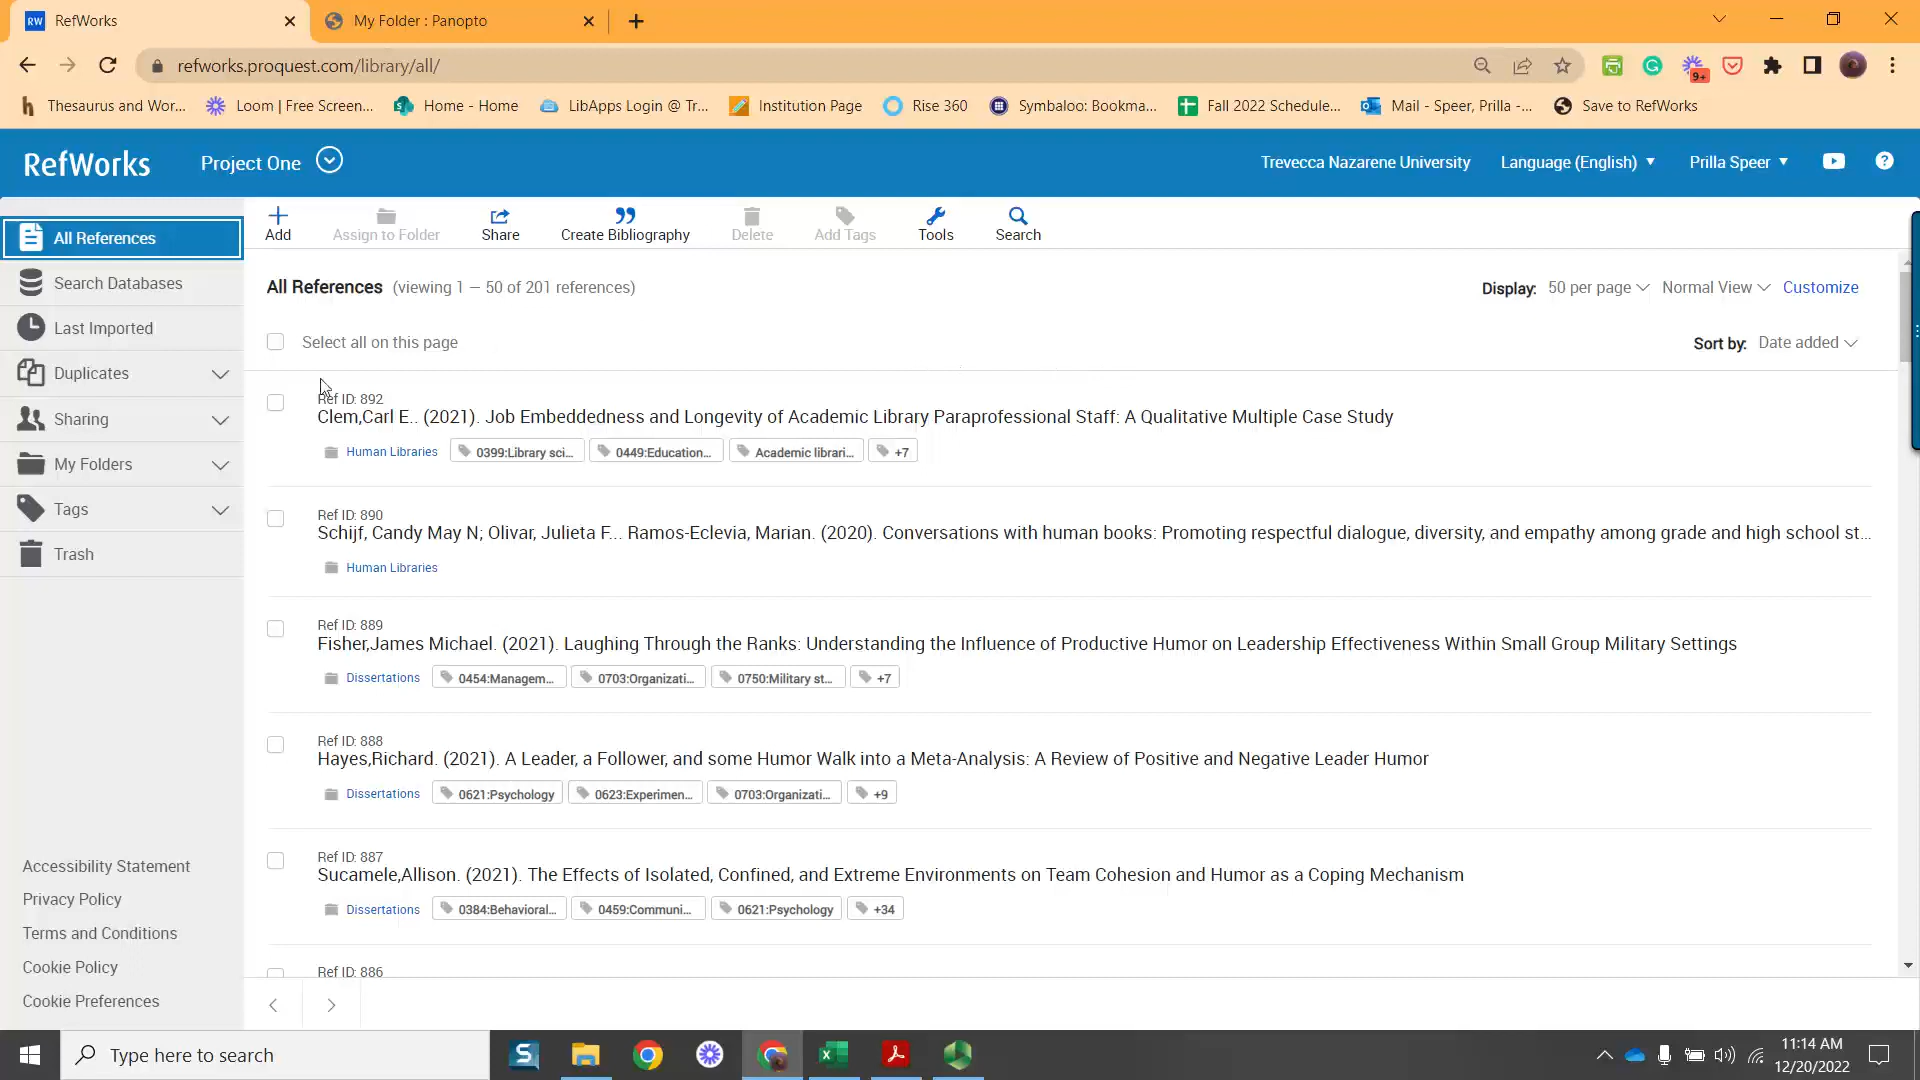 RW RefWorks
My Folder : Panopto
refworks.proquest.com/library/all/
9+
h Thesaurus and Wor...
Loom | Free Screen...
Home - Home
LibApps Login @ Tr...
Institution Page
Rise 360
Symbaloo: Bookma...
Fall 2022 Schedule...
Mail - Speer, Prilla -...
Save to RefWorks
RefWorks
Project One
Trevecca Nazarene University
Language (English)
Prilla Speer
?
All References
Search Databases
Last Imported
Duplicates
Sharing
My Folders
Tags
Trash
Accessibility Statement
Privacy Policy
Terms and Conditions
Cookie Policy
Cookie Preferences
Add
Assign to Folder
Share
Create Bibliography
Delete
Add Tags
Tools
Search
All References (viewing 1 — 50 of 201 references)
Display: 50 per page Normal View Customize
Select all on this page
Sort by: Date added
Ref ID: 892
Clem,Carl E.. (2021). Job Embeddedness and Longevity of Academic Library Paraprofessional Staff: A Qualitative Multiple Case Study
Human Libraries 0399:Library sci... 0449:Education... Academic librari... +7
Ref ID: 890
Schijf, Candy May N; Olivar, Julieta F... Ramos-Eclevia, Marian. (2020). Conversations with human books: Promoting respectful dialogue, diversity, and empathy among grade and high school st...
Human Libraries
Ref ID: 889
Fisher,James Michael. (2021). Laughing Through the Ranks: Understanding the Influence of Productive Humor on Leadership Effectiveness Within Small Group Military Settings
Dissertations 0454:Managem... 0703:Organizati... 0750:Military st... +7
Ref ID: 888
Hayes,Richard. (2021). A Leader, a Follower, and some Humor Walk into a Meta-Analysis: A Review of Positive and Negative Leader Humor
Dissertations 0621:Psychology 0623:Experimen... 0703:Organizati... +9
Ref ID: 887
Sucamele,Allison. (2021). The Effects of Isolated, Confined, and Extreme Environments on Team Cohesion and Humor as a Coping Mechanism
Dissertations 0384:Behavioral... 0459:Communi... 0621:Psychology +34
Ref ID: 886
Type here to search
11:14 AM
12/20/2022